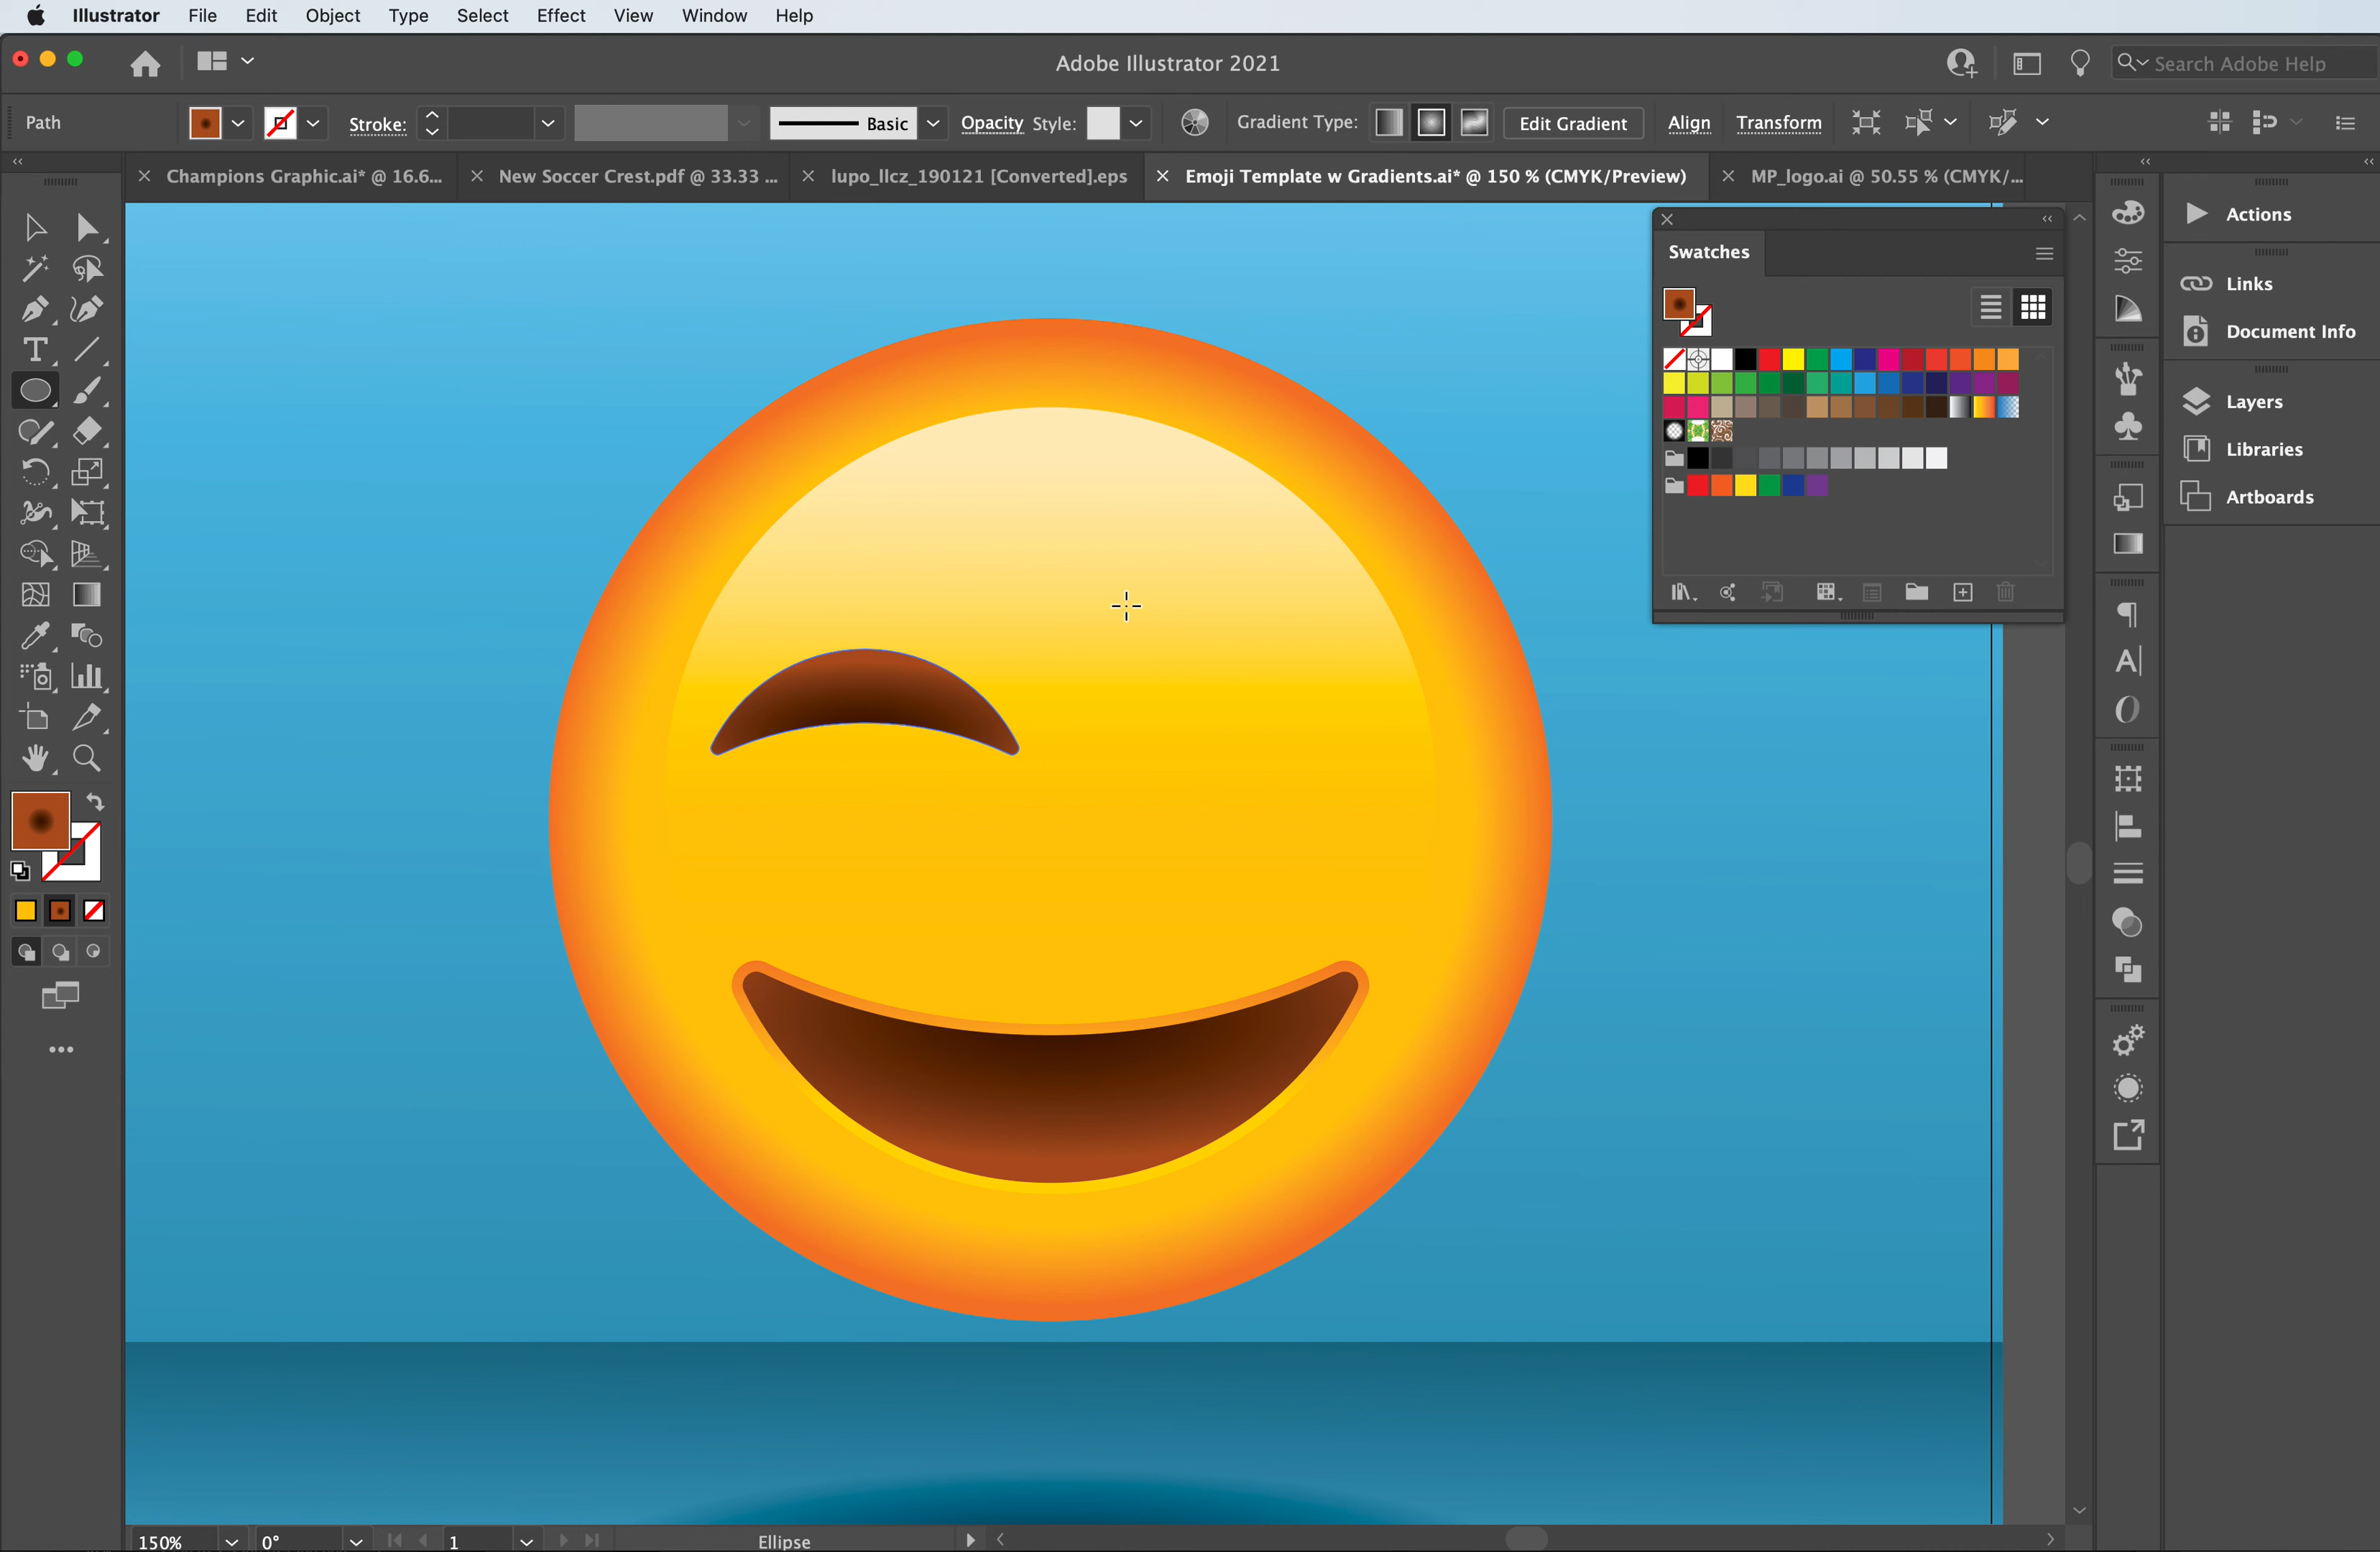 Illustrator File Edit Object Type Select Effect View Window Help
Adobe Illustrator 2021
Search Adobe Help
Path
Stroke:
Basic
Opacity
Style:
Gradient Type:
Edit Gradient
Align
Transform
Champions Graphic.ai* @ 16.6...
New Soccer Crest.pdf @ 33.33 ...
lupo_llcz_190121 [Converted].eps
Emoji Template w Gradients.ai* @ 150 % (CMYK/Preview)
MP_logo.ai @ 50.55 % (CMYK/...
Swatches
Actions
Links
Document Info
Layers
Libraries
Artboards
150%
0°
1
Ellipse